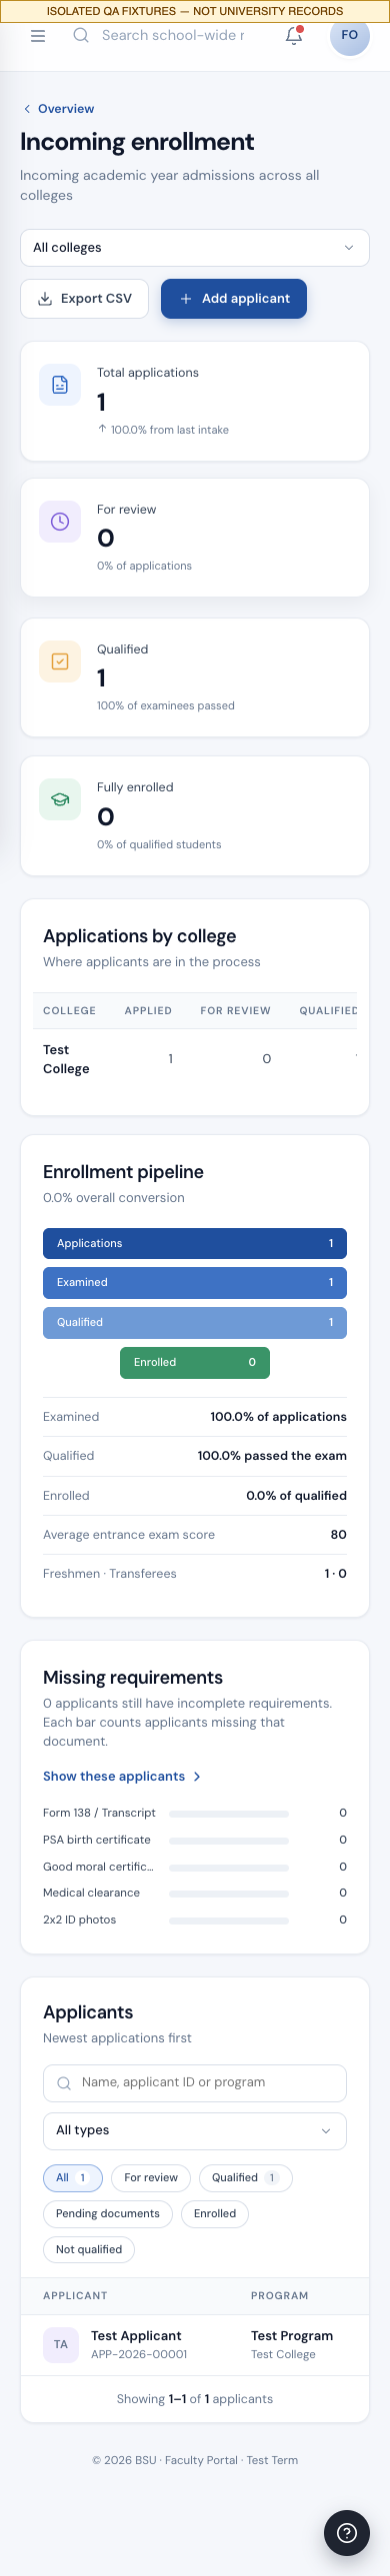 ISOLATED QA FIXTURES — NOT UNIVERSITY RECORDS
Search school-wide r
FO
Overview
Incoming enrollment
Incoming academic year admissions across all
colleges
All colleges
Export CSV
Add applicant
Total applications
1
↑ 100.0% from last intake
For review
0
0% of applications
Qualified
1
100% of examinees passed
Fully enrolled
0
0% of qualified students
Applications by college
Where applicants are in the process
COLLEGE APPLIED FOR REVIEW QUALIFIED
Test
College
1 0
Enrollment pipeline
0.0% overall conversion
Applications 1
Examined 1
Qualified 1
Enrolled 0
Examined 100.0% of applications
Qualified 100.0% passed the exam
Enrolled 0.0% of qualified
Average entrance exam score 80
Freshmen · Transferees 1 · 0
Missing requirements
0 applicants still have incomplete requirements.
Each bar counts applicants missing that
document.
Show these applicants
Form 138 / Transcript 0
PSA birth certificate 0
Good moral certific... 0
Medical clearance 0
2x2 ID photos 0
Applicants
Newest applications first
Name, applicant ID or program
All types
All 1 For review Qualified 1
Pending documents Enrolled
Not qualified
APPLICANT PROGRAM
TA Test Applicant Test Program
APP-2026-00001 Test College
Showing 1–1 of 1 applicants
© 2026 BSU · Faculty Portal · Test Term